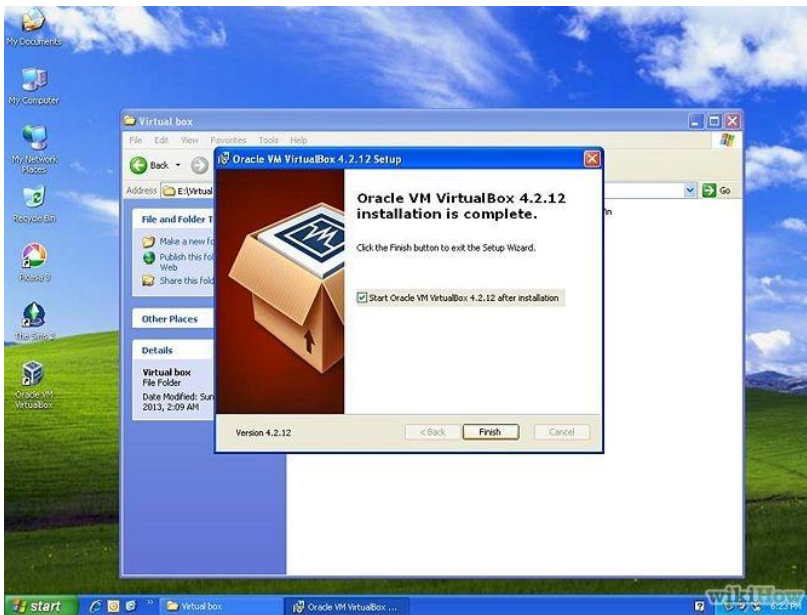 My Documents
My Computer
My Network
Places
Recycle Bin
Picasa 3
The Sims 2
Oracle VM
VirtualBox
Virtual box
File Edit View Favorites Tools Help
Back
Address E:\Virtual
Go
File and Folder T
Make a new fo
Publish this fol
Web
Share this fold
Other Places
Details
Virtual box
File Folder
Date Modified: Sun
2013, 2:09 AM
Oracle VM VirtualBox 4.2.12 Setup
Oracle VM VirtualBox 4.2.12
installation is complete.
Click the Finish button to exit the Setup Wizard.
Start Oracle VM VirtualBox 4.2.12 after installation
Version 4.2.12
< Back Finish Cancel
start
Virtual box
Oracle VM VirtualBox ...
wikiHow